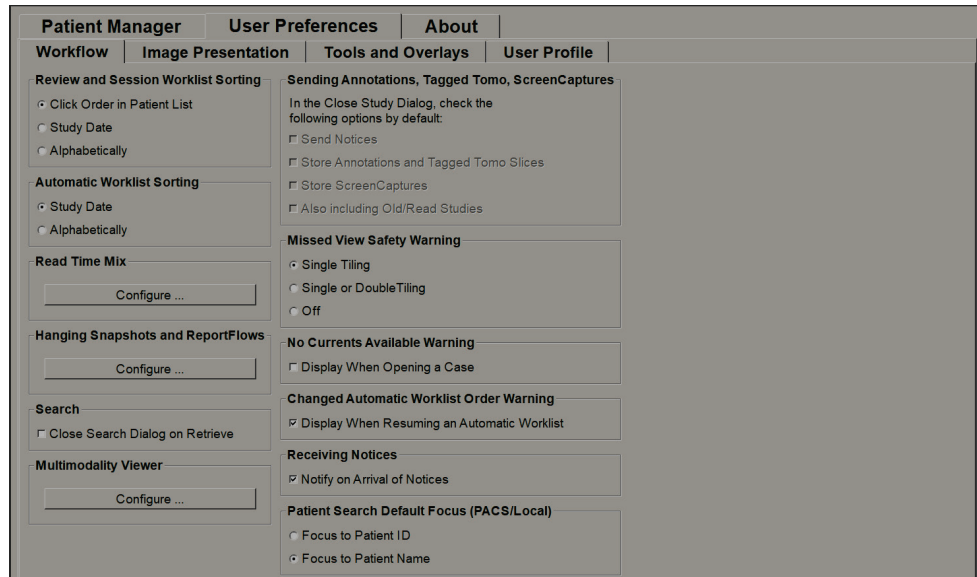 Patient Manager
User Preferences
About
Workflow
Image Presentation
Tools and Overlays
User Profile
Review and Session Worklist Sorting
Click Order in Patient List
Study Date
Alphabetically
Automatic Worklist Sorting
Study Date
Alphabetically
Read Time Mix
Configure ...
Hanging Snapshots and ReportFlows
Configure ...
Search
Close Search Dialog on Retrieve
Multimodality Viewer
Configure ...
Sending Annotations, Tagged Tomo, ScreenCaptures
In the Close Study Dialog, check the
following options by default:
Send Notices
Store Annotations and Tagged Tomo Slices
Store ScreenCaptures
Also including Old/Read Studies
Missed View Safety Warning
Single Tiling
Single or DoubleTiling
Off
No Currents Available Warning
Display When Opening a Case
Changed Automatic Worklist Order Warning
Display When Resuming an Automatic Worklist
Receiving Notices
Notify on Arrival of Notices
Patient Search Default Focus (PACS/Local)
Focus to Patient ID
Focus to Patient Name